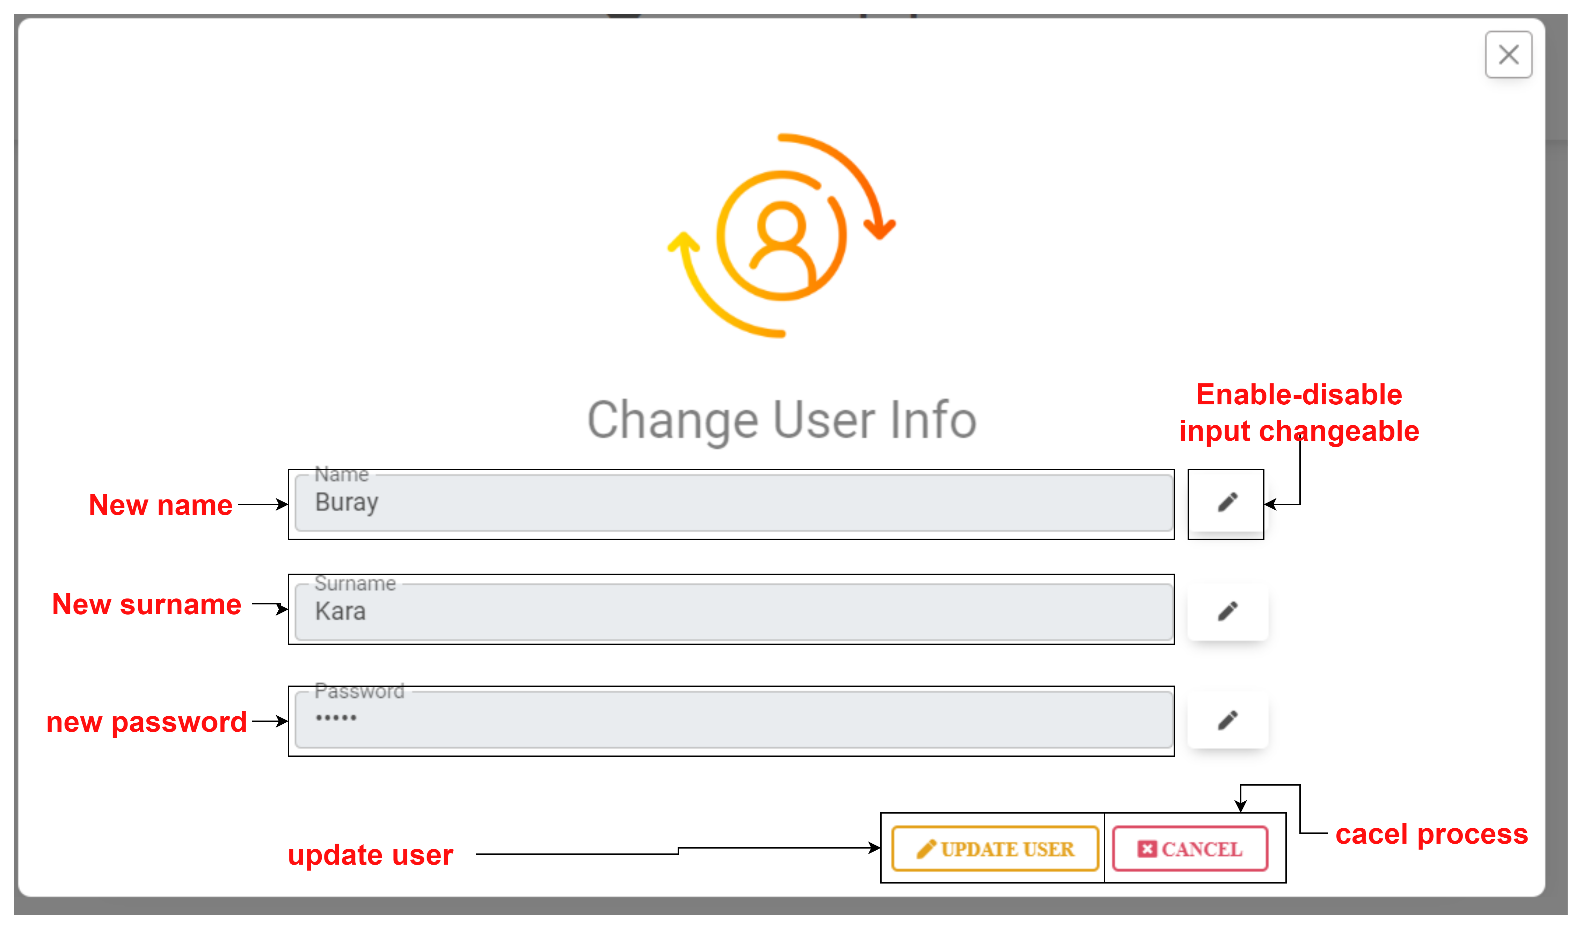 Change User Info
Enable-disable
input changeable
Name
New name
Buray
Surname
New surname
Kara
Password
new password
•••••
update user
UPDATE USER
CANCEL
cacel process